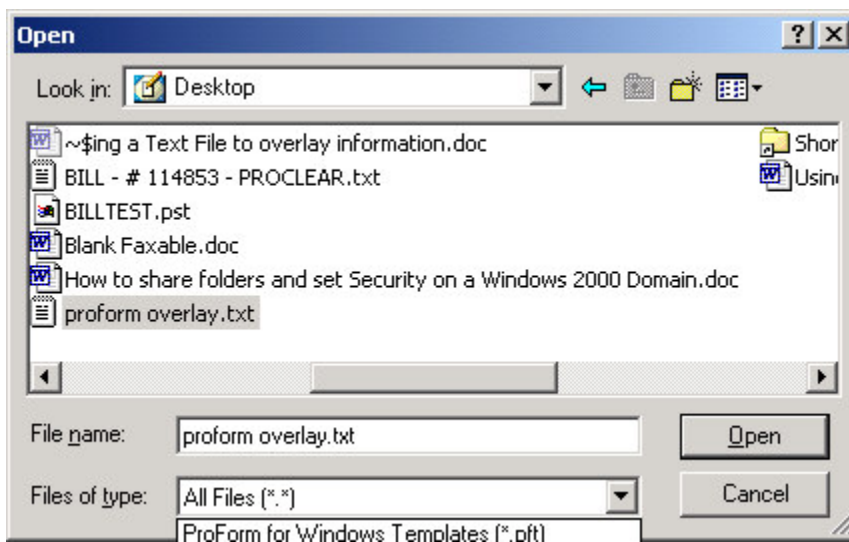 Open
Look in: Desktop
~$ing a Text File to overlay information.doc
BILL - # 114853 - PROCLEAR.txt
BILLTEST.pst
Blank Faxable.doc
How to share folders and set Security on a Windows 2000 Domain.doc
proform overlay.txt
Shor
Usin
File name: proform overlay.txt Open
Files of type: All Files (*.*) Cancel
ProForm for Windows Templates (*.pft)